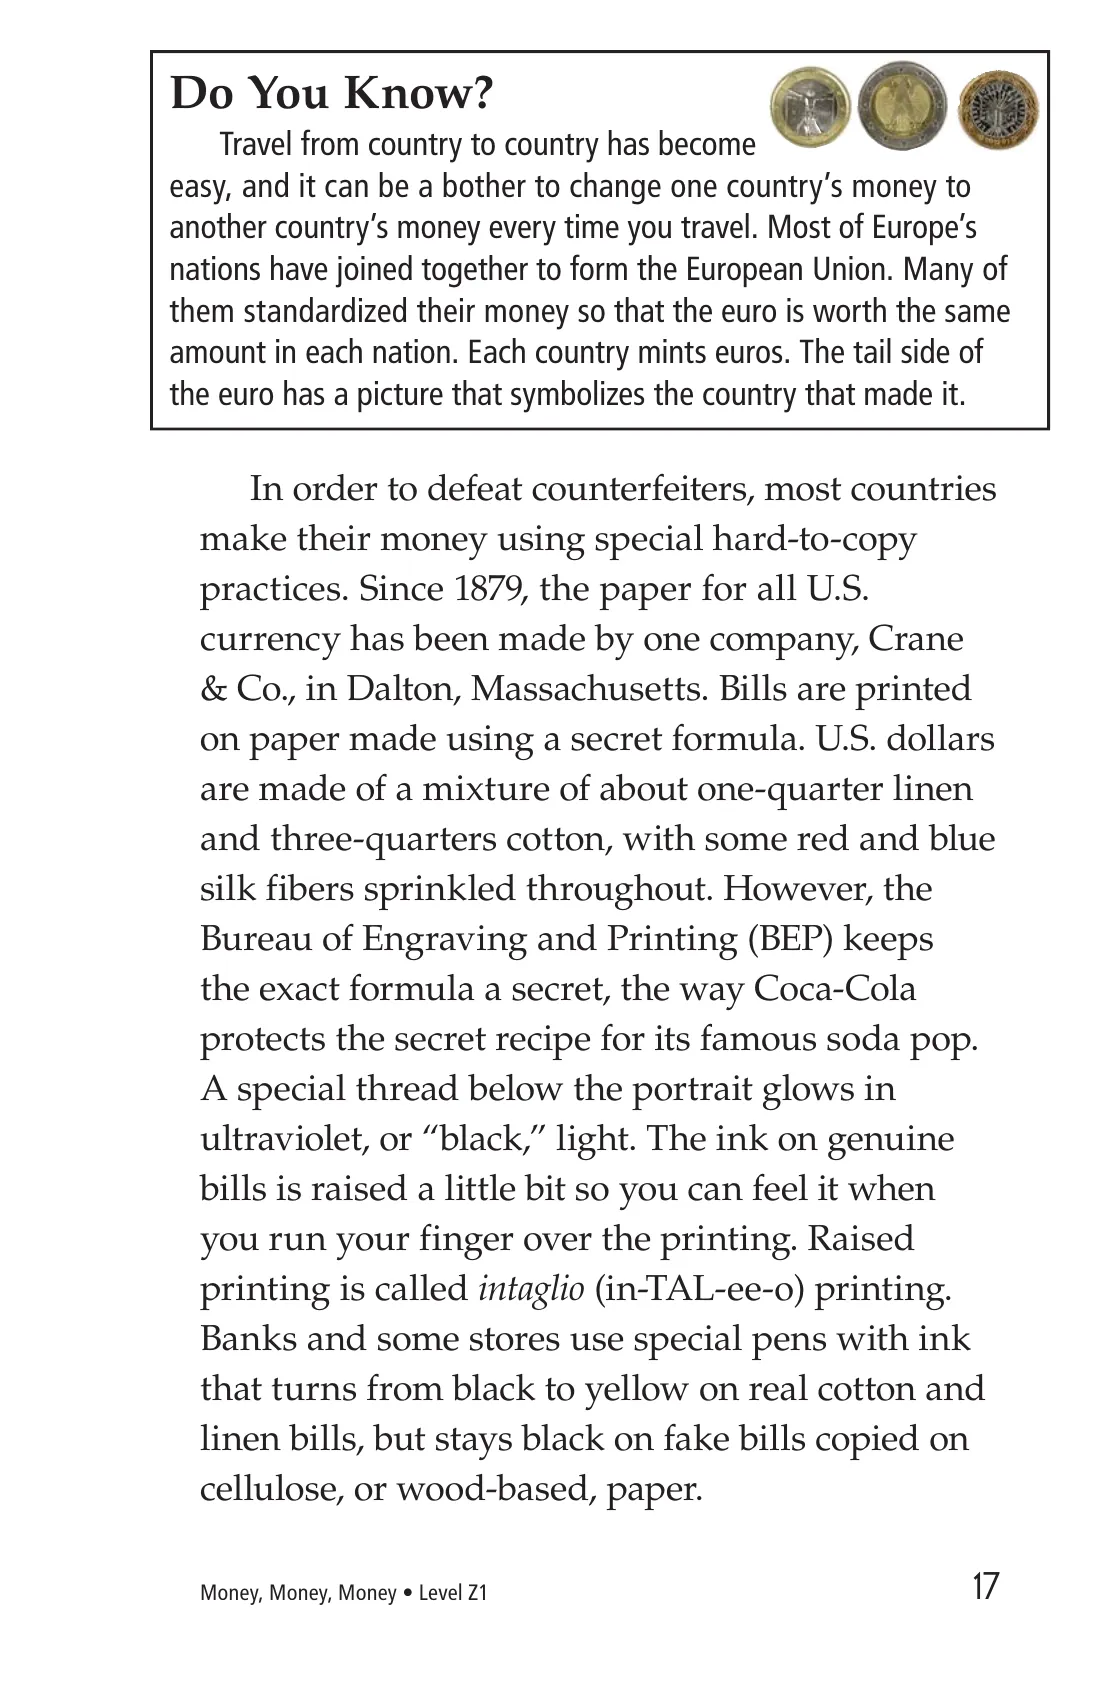 Do You Know?
Travel from country to country has become
easy, and it can be a bother to change one country’s money to
another country’s money every time you travel. Most of Europe’s
nations have joined together to form the European Union. Many of
them standardized their money so that the euro is worth the same
amount in each nation. Each country mints euros. The tail side of
the euro has a picture that symbolizes the country that made it.
In order to defeat counterfeiters, most countries
make their money using special hard-to-copy
practices. Since 1879, the paper for all U.S.
currency has been made by one company, Crane
& Co., in Dalton, Massachusetts. Bills are printed
on paper made using a secret formula. U.S. dollars
are made of a mixture of about one-quarter linen
and three-quarters cotton, with some red and blue
silk fibers sprinkled throughout. However, the
Bureau of Engraving and Printing (BEP) keeps
the exact formula a secret, the way Coca-Cola
protects the secret recipe for its famous soda pop.
A special thread below the portrait glows in
ultraviolet, or “black,” light. The ink on genuine
bills is raised a little bit so you can feel it when
you run your finger over the printing. Raised
printing is called intaglio (in-TAL-ee-o) printing.
Banks and some stores use special pens with ink
that turns from black to yellow on real cotton and
linen bills, but stays black on fake bills copied on
cellulose, or wood-based, paper.
Money, Money, Money • Level Z1
17